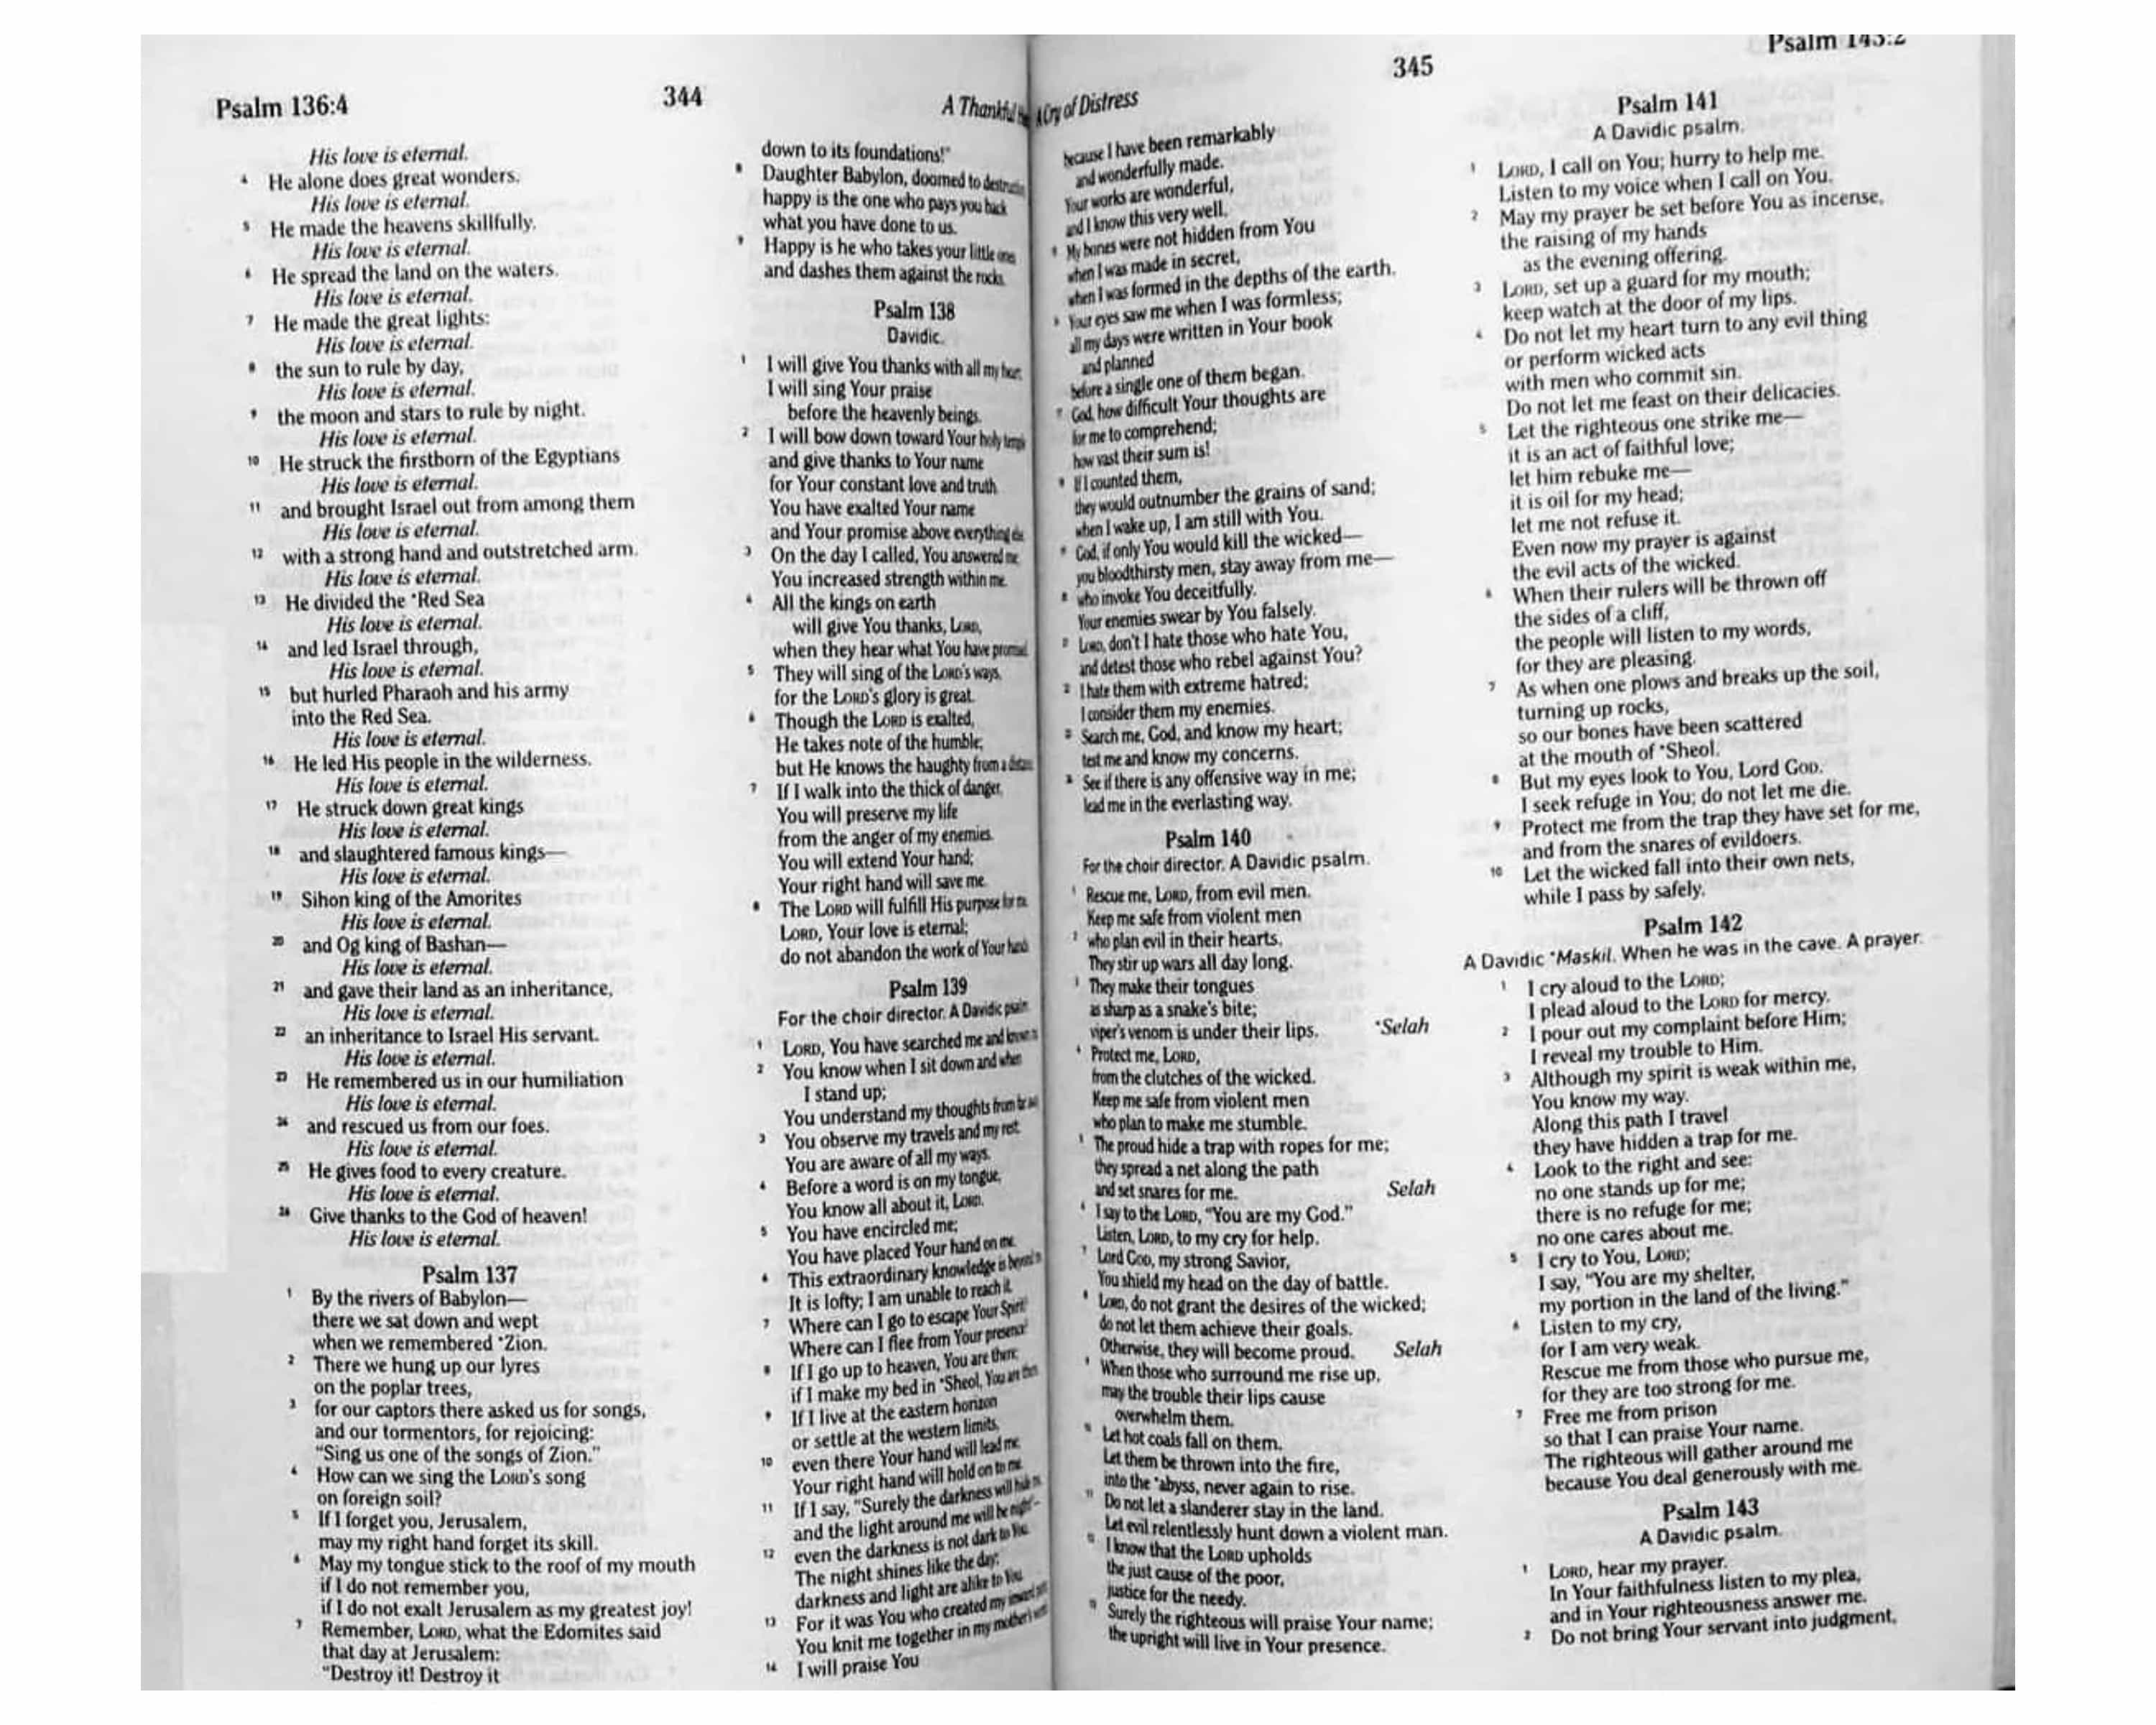 Psalm 136:4
344
A Thankful
His love is eternal.
4 He alone does great wonders.
His love is eternal.
5 He made the heavens skillfully.
His love is eternal.
6 He spread the land on the waters.
His love is eternal.
7 He made the great lights:
His love is eternal.
8 the sun to rule by day,
His love is eternal.
9 the moon and stars to rule by night.
His love is eternal.
10 He struck the firstborn of the Egyptians
His love is eternal.
11 and brought Israel out from among them
His love is eternal.
12 with a strong hand and outstretched arm.
His love is eternal.
13 He divided the *Red Sea
His love is eternal.
14 and led Israel through,
His love is eternal.
15 but hurled Pharaoh and his army
into the Red Sea.
His love is eternal.
16 He led His people in the wilderness.
His love is eternal.
17 He struck down great kings
His love is eternal.
18 and slaughtered famous kings—
His love is eternal.
19 Sihon king of the Amorites
His love is eternal.
20 and Og king of Bashan—
His love is eternal.
21 and gave their land as an inheritance,
His love is eternal.
22 an inheritance to Israel His servant.
His love is eternal.
23 He remembered us in our humiliation
His love is eternal.
24 and rescued us from our foes.
His love is eternal.
25 He gives food to every creature.
His love is eternal.
26 Give thanks to the God of heaven!
His love is eternal.
Psalm 137
1 By the rivers of Babylon—
there we sat down and wept
when we remembered *Zion.
2 There we hung up our lyres
on the poplar trees,
3 for our captors there asked us for songs,
and our tormentors, for rejoicing:
"Sing us one of the songs of Zion."
4 How can we sing the LORD's song
on foreign soil?
5 If I forget you, Jerusalem,
may my right hand forget its skill.
6 May my tongue stick to the roof of my mouth
if I do not remember you,
if I do not exalt Jerusalem as my greatest joy!
7 Remember, LORD, what the Edomites said
that day at Jerusalem:
"Destroy it! Destroy it
down to its foundations!"
8 Daughter Babylon, doomed to destruction
happy is the one who pays you back
what you have done to us.
9 Happy is he who takes your little ones
and dashes them against the rocks.
Psalm 138
Davidic.
1 I will give You thanks with all my heart;
I will sing Your praise
before the heavenly beings.
2 I will bow down toward Your holy temple
and give thanks to Your name
for Your constant love and truth.
You have exalted Your name
and Your promise above everything else.
3 On the day I called, You answered me;
You increased strength within me.
4 All the kings on earth
will give You thanks, LORD,
when they hear what You have promised.
5 They will sing of the LORD's ways,
for the LORD's glory is great.
6 Though the LORD is exalted,
He takes note of the humble;
but He knows the haughty from a distance.
7 If I walk into the thick of danger,
You will preserve my life
from the anger of my enemies.
You will extend Your hand;
Your right hand will save me.
8 The LORD will fulfill His purpose for me.
LORD, Your love is eternal;
do not abandon the work of Your hands.
Psalm 139
For the choir director. A Davidic psalm.
1 LORD, You have searched me and known
2 You know when I sit down and when
I stand up;
You understand my thoughts from far
3 You observe my travels and my rest;
You are aware of all my ways.
4 Before a word is on my tongue,
You know all about it, LORD.
5 You have encircled me;
You have placed Your hand on me.
6 This extraordinary knowledge is beyond
It is lofty; I am unable to reach it.
7 Where can I go to escape Your Spirit?
Where can I flee from Your presence?
8 If I go up to heaven, You are there;
if I make my bed in *Sheol, You are there.
9 If I live at the eastern horizon
or settle at the western limits,
10 even there Your hand will lead me;
Your right hand will hold on to me.
11 If I say, "Surely the darkness will hide
and the light around me will be night"—
12 even the darkness is not dark to You.
The night shines like the day;
darkness and light are alike to You.
13 For it was You who created my inward
You knit me together in my mother's
14 I will praise You
A Cry of Distress
345
Psalm 143:2
because I have been remarkably
and wonderfully made.
Your works are wonderful,
and I know this very well.
My bones were not hidden from You
when I was made in secret,
when I was formed in the depths of the earth.
Your eyes saw me when I was formless;
all my days were written in Your book
and planned
before a single one of them began.
God, how difficult Your thoughts are
for me to comprehend;
how vast their sum is!
If I counted them,
they would outnumber the grains of sand;
when I wake up, I am still with You.
God, if only You would kill the wicked—
you bloodthirsty men, stay away from me—
who invoke You deceitfully.
Your enemies swear by You falsely.
LORD, don't I hate those who hate You,
and detest those who rebel against You?
I hate them with extreme hatred;
I consider them my enemies.
Search me, God, and know my heart;
test me and know my concerns.
See if there is any offensive way in me;
lead me in the everlasting way.
Psalm 140
For the choir director. A Davidic psalm.
1 Rescue me, LORD, from evil men.
Keep me safe from violent men
2 who plan evil in their hearts.
They stir up wars all day long.
3 They make their tongues
as sharp as a snake's bite;
viper's venom is under their lips. *Selah
4 Protect me, LORD,
from the clutches of the wicked.
Keep me safe from violent men
who plan to make me stumble.
5 The proud hide a trap with ropes for me;
they spread a net along the path
and set snares for me. Selah
6 I say to the LORD, "You are my God."
Listen, LORD, to my cry for help.
7 Lord GOD, my strong Savior,
You shield my head on the day of battle.
8 LORD, do not grant the desires of the wicked;
do not let them achieve their goals.
Otherwise, they will become proud. Selah
9 When those who surround me rise up,
may the trouble their lips cause
overwhelm them.
10 Let hot coals fall on them.
Let them be thrown into the fire,
into the *abyss, never again to rise.
11 Do not let a slanderer stay in the land.
Let evil relentlessly hunt down a violent man.
12 I know that the LORD upholds
the just cause of the poor,
justice for the needy.
13 Surely the righteous will praise Your name;
the upright will live in Your presence.
Psalm 141
A Davidic psalm.
1 LORD, I call on You; hurry to help me.
Listen to my voice when I call on You.
2 May my prayer be set before You as incense,
the raising of my hands
as the evening offering.
3 LORD, set up a guard for my mouth;
keep watch at the door of my lips.
4 Do not let my heart turn to any evil thing
or perform wicked acts
with men who commit sin.
Do not let me feast on their delicacies.
5 Let the righteous one strike me—
it is an act of faithful love;
let him rebuke me—
it is oil for my head;
let me not refuse it.
Even now my prayer is against
the evil acts of the wicked.
6 When their rulers will be thrown off
the sides of a cliff,
the people will listen to my words,
for they are pleasing.
7 As when one plows and breaks up the soil,
turning up rocks,
so our bones have been scattered
at the mouth of *Sheol.
8 But my eyes look to You, Lord GOD.
I seek refuge in You; do not let me die.
9 Protect me from the trap they have set for me,
and from the snares of evildoers.
10 Let the wicked fall into their own nets,
while I pass by safely.
Psalm 142
A Davidic *Maskil. When he was in the cave. A prayer.
1 I cry aloud to the LORD;
I plead aloud to the LORD for mercy.
2 I pour out my complaint before Him;
I reveal my trouble to Him.
3 Although my spirit is weak within me,
You know my way.
Along this path I travel
they have hidden a trap for me.
4 Look to the right and see:
no one stands up for me;
there is no refuge for me;
no one cares about me.
5 I cry to You, LORD;
I say, "You are my shelter,
my portion in the land of the living."
6 Listen to my cry,
for I am very weak.
Rescue me from those who pursue me,
for they are too strong for me.
7 Free me from prison
so that I can praise Your name.
The righteous will gather around me
because You deal generously with me.
Psalm 143
A Davidic psalm.
1 LORD, hear my prayer.
In Your faithfulness listen to my plea,
and in Your righteousness answer me.
2 Do not bring Your servant into judgment,